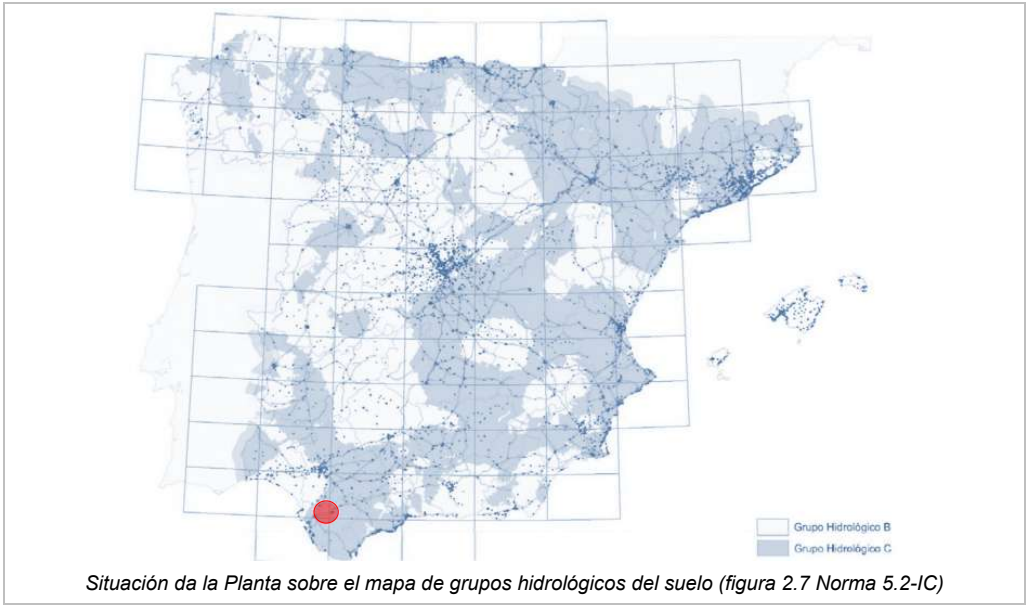 Grupo Hidrológico B
Grupo Hidrológico C
Situación da la Planta sobre el mapa de grupos hidrológicos del suelo (figura 2.7 Norma 5.2-IC)